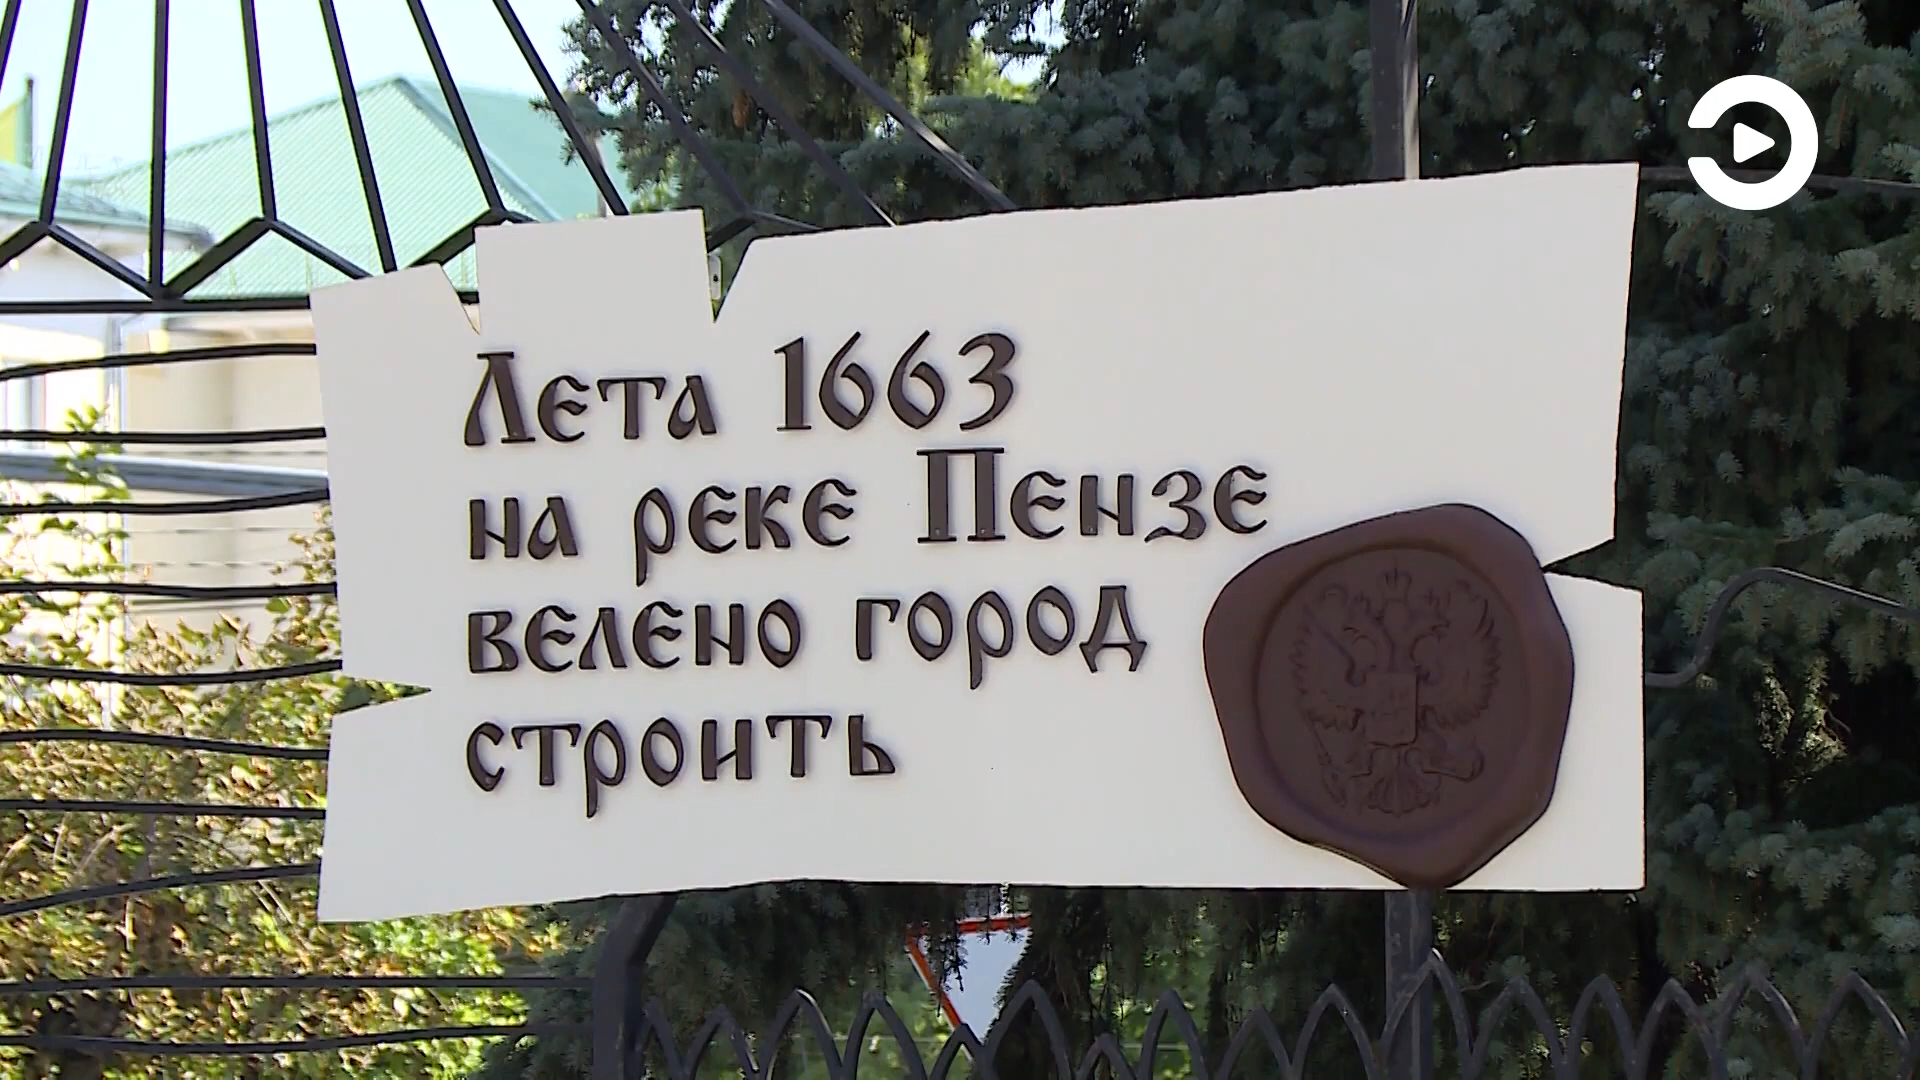 Лета 1663
на реке Пензе
велено город
строить